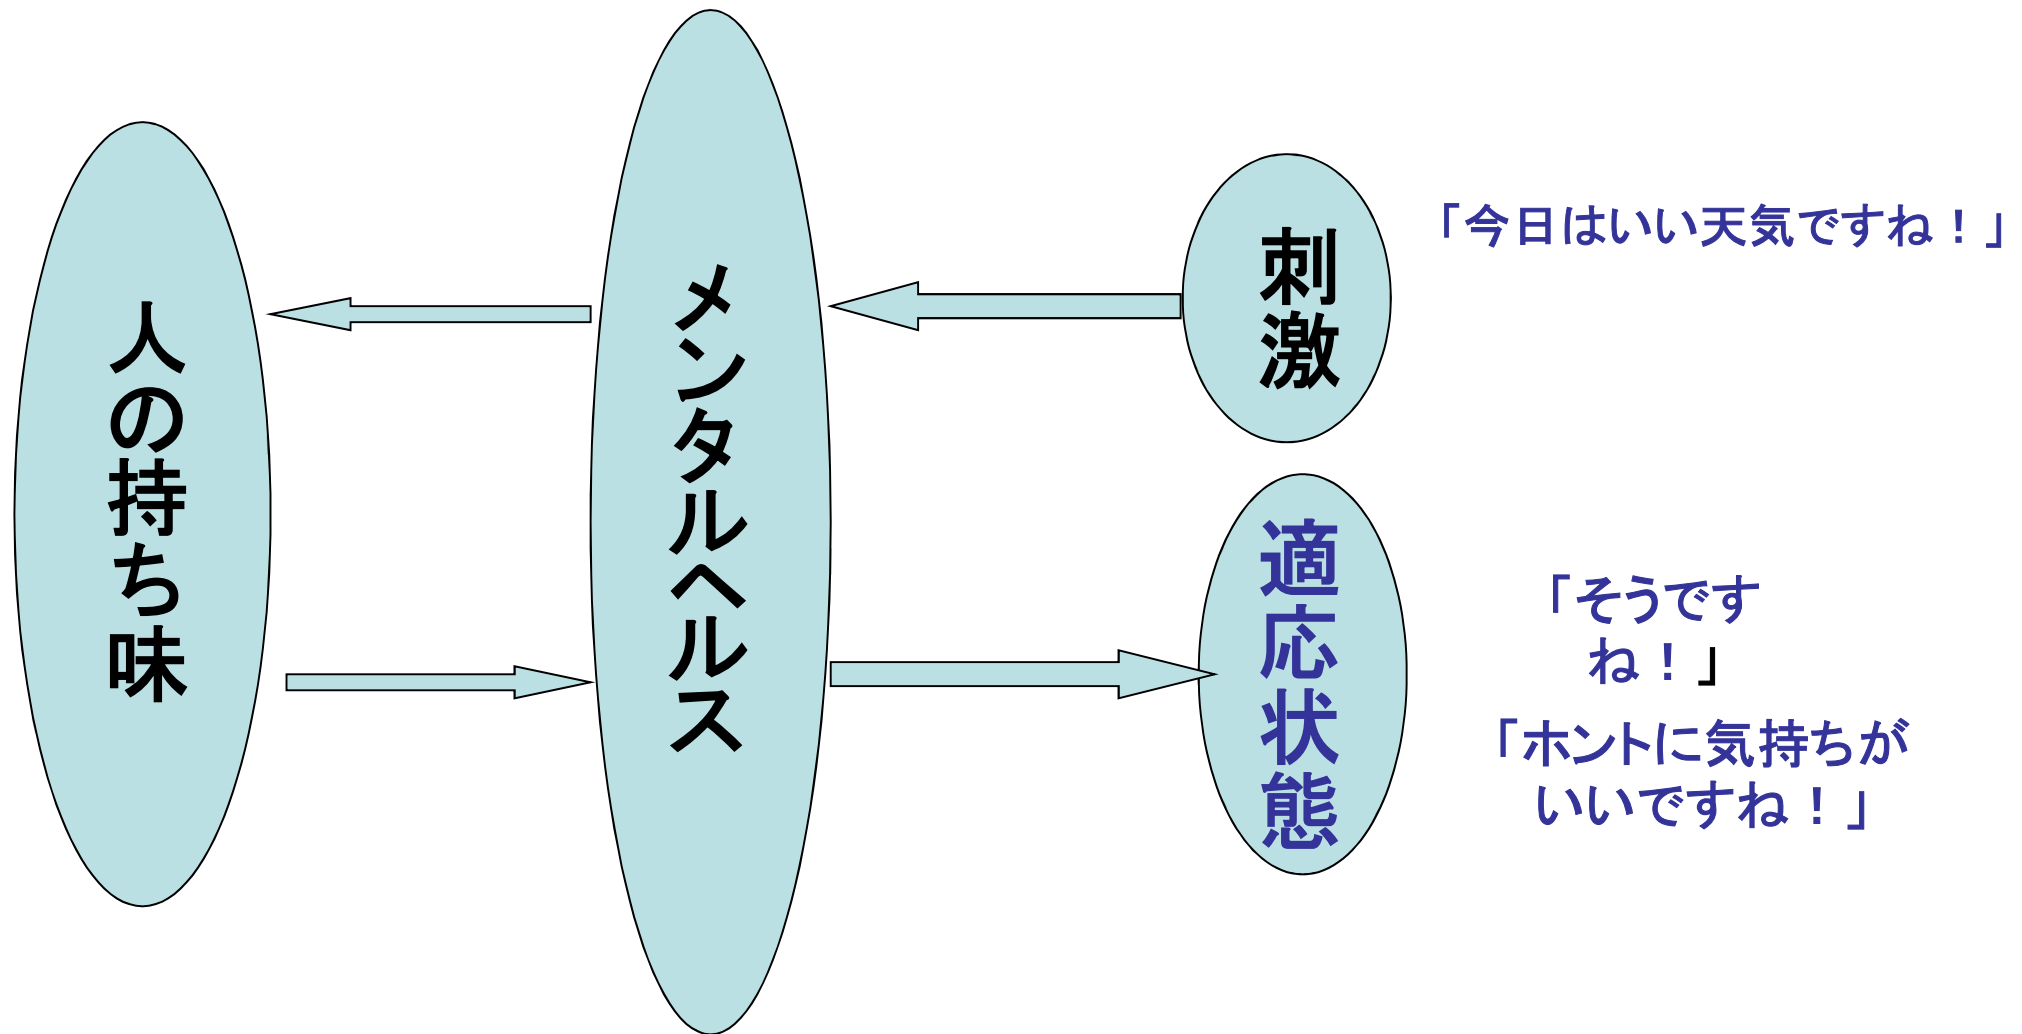 人の持ち味
メンタルヘルス
刺激
「今日はいい天気ですね！」
適応状態
「そうです
ね！」
「ホントに気持ちが
いいですね！」